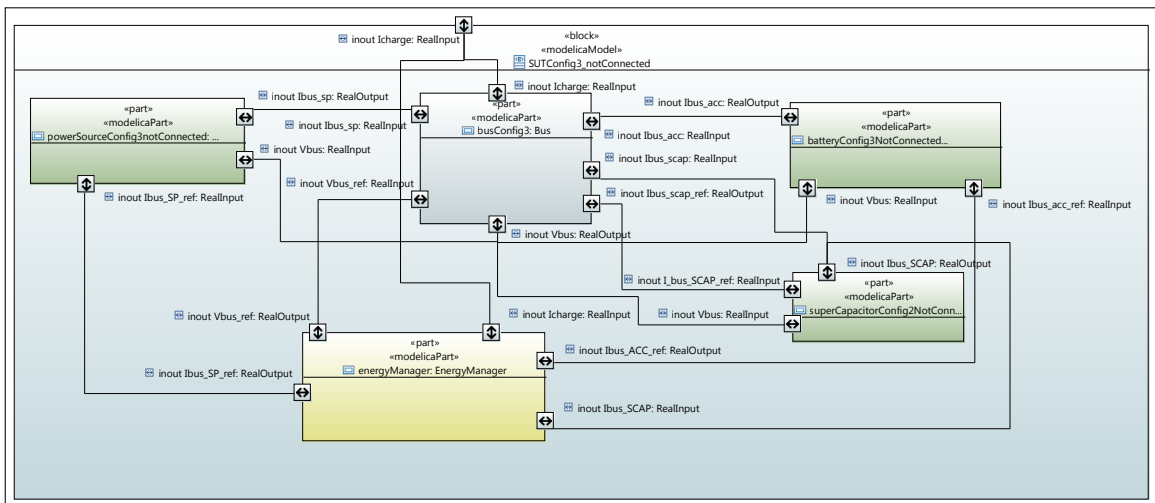 inout Icharge: RealInput
«block»
«modelicaModel»
SUTConfig3_notConnected
inout Icharge: RealInput
inout Ibus_sp: RealOutput
inout Ibus_acc: RealOutput
«part»
«modelicaPart»
powerSourceConfig3notConnected: ...
«part»
«modelicaPart»
busConfig3: Bus
«part»
«modelicaPart»
batteryConfig3NotConnected...
inout Ibus_sp: RealInput
inout Ibus_acc: RealInput
inout Vbus: RealInput
inout Ibus_scap: RealInput
inout Vbus_ref: RealInput
inout Ibus_scap_ref: RealOutput
inout Ibus_SP_ref: RealInput
inout Vbus: RealInput
inout Ibus_acc_ref: RealInput
inout Vbus: RealOutput
inout Ibus_SCAP: RealOutput
inout I_bus_SCAP_ref: RealInput
«part»
«modelicaPart»
superCapacitorConfig2NotConn...
inout Vbus_ref: RealOutput
inout Icharge: RealInput
inout Vbus: RealInput
«part»
«modelicaPart»
energyManager: EnergyManager
inout Ibus_ACC_ref: RealOutput
inout Ibus_SP_ref: RealOutput
inout Ibus_SCAP: RealInput